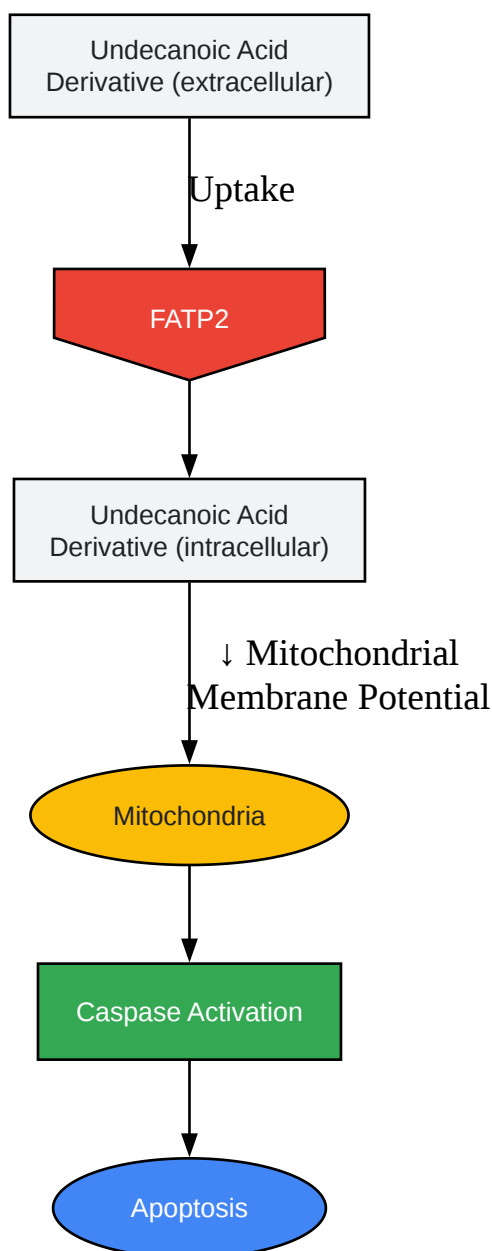 Undecanoic Acid
Derivative (extracellular)
Uptake
FATP2
Undecanoic Acid
Derivative (intracellular)
↓ Mitochondrial
Membrane Potential
Mitochondria
Caspase Activation
Apoptosis